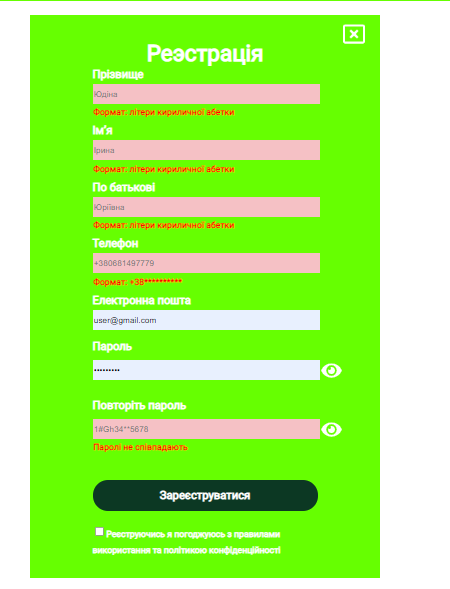 Реэстрація
Прізвище
Юдіна
Формат: літери кириличної абетки
Ім'я
Ірина
Формат: літери кириличної абетки
По батькові
Юріївна
Формат: літери кириличної абетки
Телефон
+380681497779
Формат: +38**********
Електронна пошта
user@gmail.com
Пароль
•••••••••
Повторіть пароль
1#Gh34**5678
Паролі не співпадають
Зареєструватися
Реєструючись я погоджуюсь з правилами
використання та політикою конфіденційності